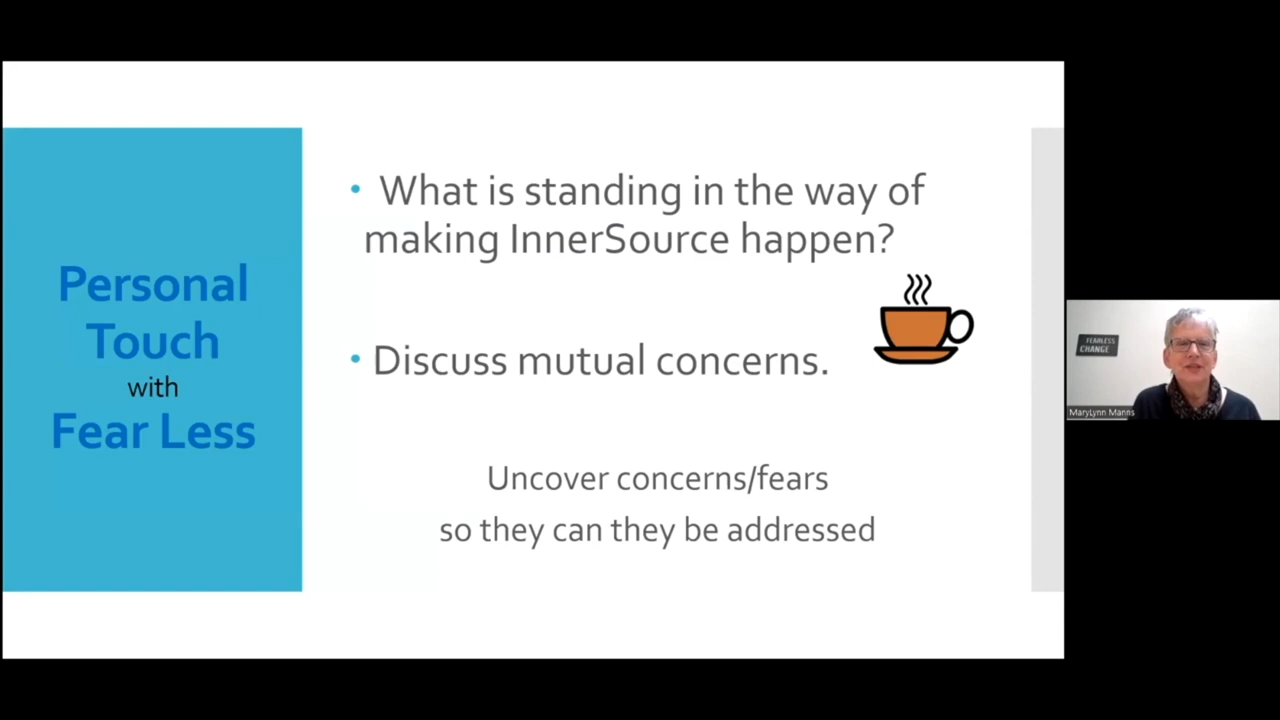 Personal
Touch
with
Fear Less
• What is standing in the way of
making InnerSource happen?
• Discuss mutual concerns.
Uncover concerns/fears
so they can they be addressed
FEARLESS
CHANGE
MaryLynn Manns